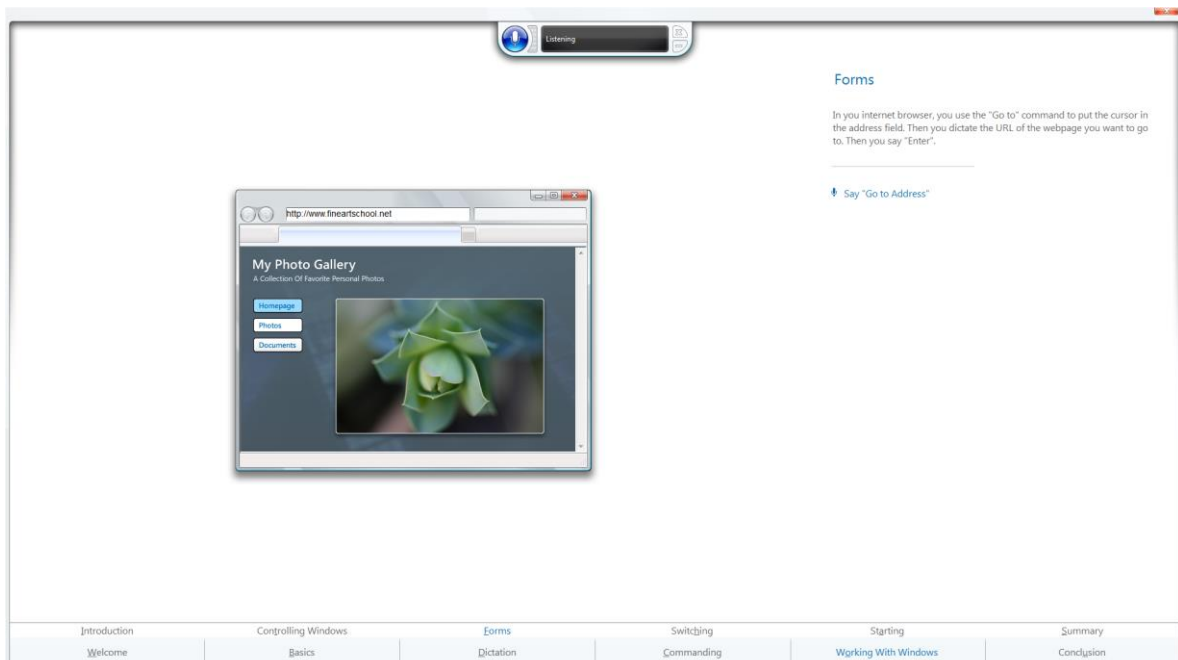 Listening
Forms
In you internet browser, you use the "Go to" command to put the cursor in
the address field. Then you dictate the URL of the webpage you want to go
to. Then you say "Enter".
Say "Go to Address"
http://www.fineartschool.net
My Photo Gallery
A Collection Of Favorite Personal Photos
Homepage
Photos
Documents
Introduction Controlling Windows Forms Switching Starting Summary
Welcome Basics Dictation Commanding Working With Windows Conclusion